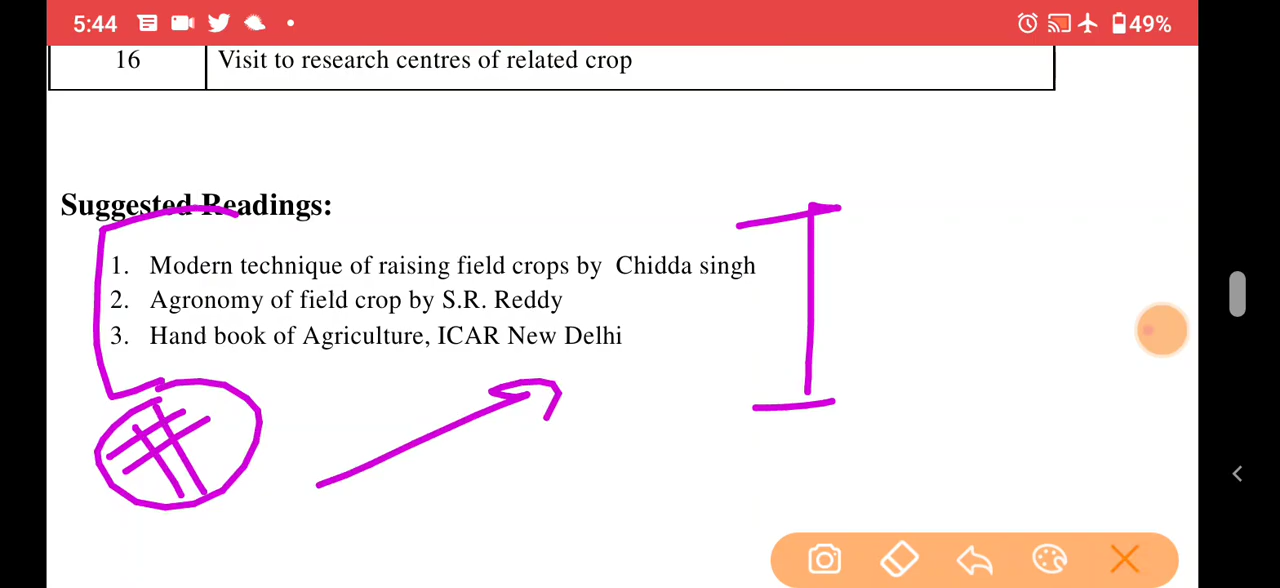 5:44 49%
16 Visit to research centres of related crop
Suggested Readings:
1. Modern technique of raising field crops by Chidda singh
2. Agronomy of field crop by S.R. Reddy
3. Hand book of Agriculture, ICAR New Delhi